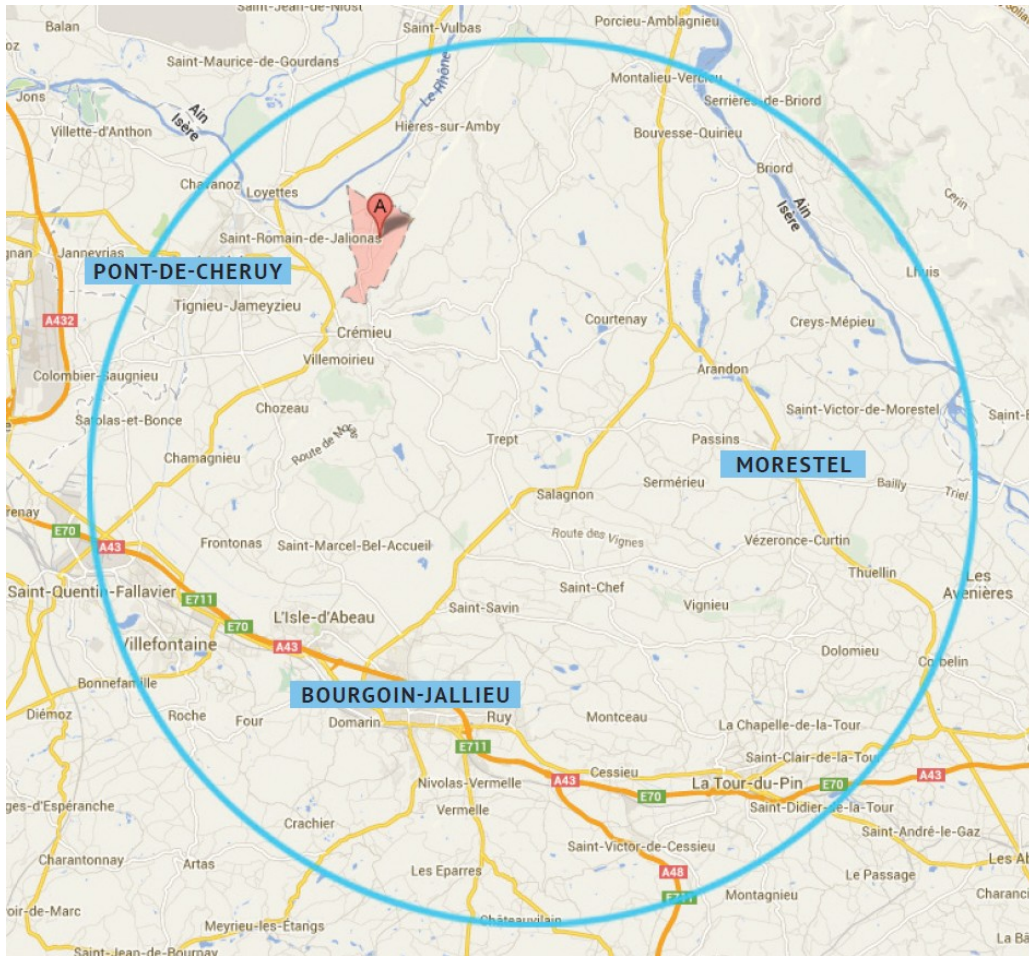 Saint-Jean-de-Niost
Balan
Saint-Vulbas
Porcieu-Amblagnieu
Saint-Maurice-de-Gourdans
Montalieu-Vercieu
Jons
Ain
Isère
Le Rhône
Serrières-de-Briord
Villette-d'Anthon
Hières-sur-Amby
Bouvesse-Quirieu
Briord
Chavanoz
Loyettes
Ain
Isère
Cerin
A
Saint-Romain-de-Jalionas
Janneyrias
PONT-DE-CHERUY
Lhuis
Tignieu-Jameyzieu
A432
Crémieu
Courtenay
Creys-Mépieu
Villemoirieu
Arandon
Colombier-Saugnieu
Chozeau
Saint-Victor-de-Morestel
Satolas-et-Bonce
Route de
Trept
Passins
Chamagnieu
MORESTEL
Sermérieu
Bailly
Triel
Salagnon
E70
A43
Frontonas
Saint-Marcel-Bel-Accueil
Route des Vignes
Vézeronce-Curtin
Saint-Quentin-Fallavier
Saint-Chef
Thuellin
Les
Avenières
E711
E70
L'Isle-d'Abeau
Saint-Savin
Vignieu
Villefontaine
A43
Dolomieu
Corbelin
Bonnefamille
BOURGOIN-JALLIEU
Diémoz
Roche
Four
Domarin
Ruy
Montceau
La Chapelle-de-la-Tour
E711
Saint-Clair-de-la-Tour
Nivolas-Vermelle
A43
Cessieu
La Tour-du-Pin
E70
A43
E70
Vermelle
Saint-Didier-de-la-Tour
Crachier
Saint-Victor-de-Cessieu
Saint-André-le-Gaz
Charantonnay
Artas
Les Eparres
A48
Le Passage
Montagnieu
Châteauvilain
Meyrieu-les-Étangs
Saint-Jean-de-Bournay